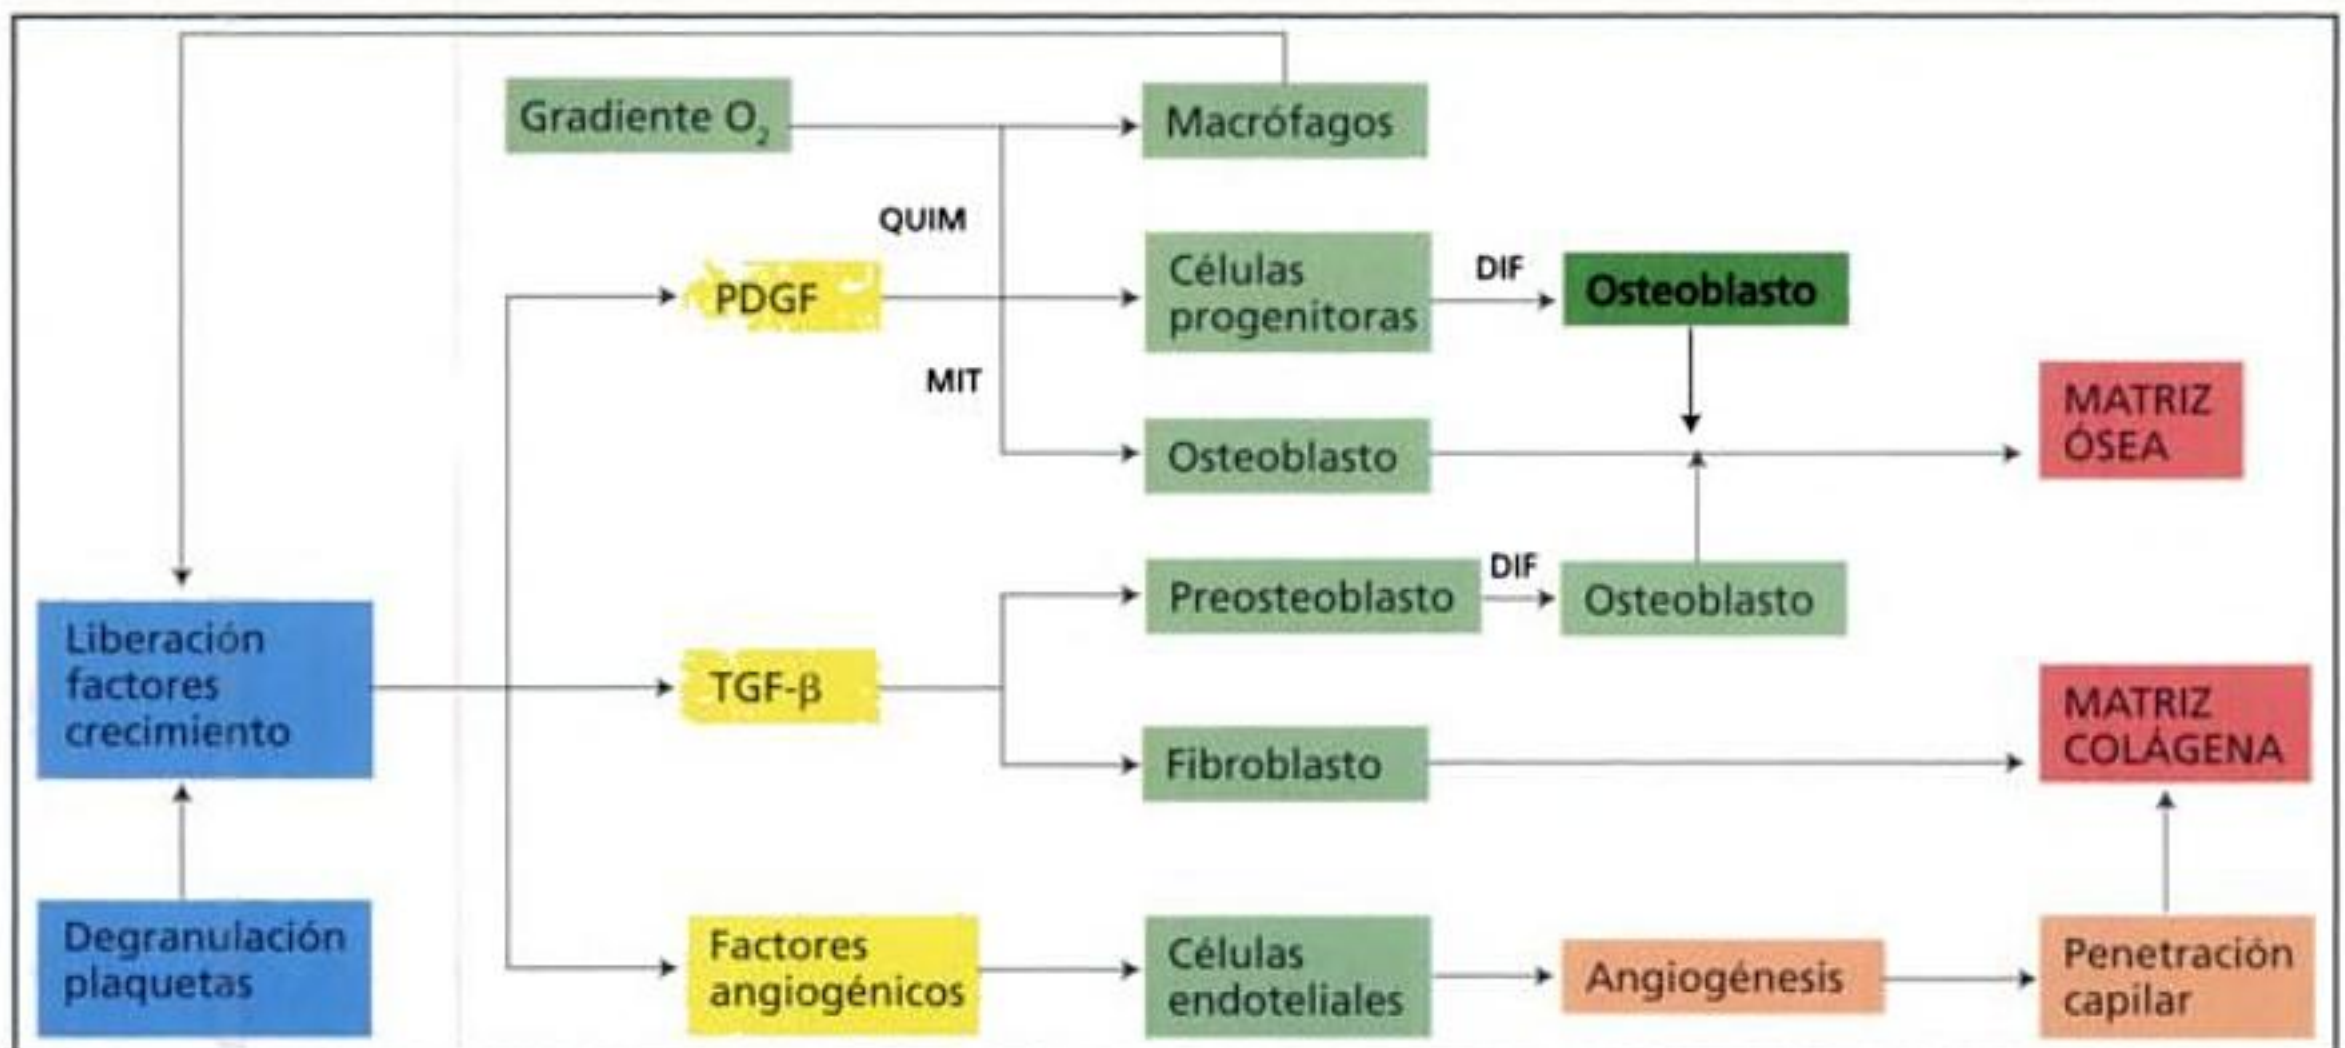 Gradiente O₂
Macrófagos
QUIM
PDGF
Células
progenitoras
DIF
Osteoblasto
MIT
Osteoblasto
MATRIZ
ÓSEA
Liberación
factores
crecimiento
TGF-β
Preosteoblasto
DIF
Osteoblasto
Fibroblasto
MATRIZ
COLÁGENA
Degranulación
plaquetas
Factores
angiogénicos
Células
endoteliales
Angiogénesis
Penetración
capilar